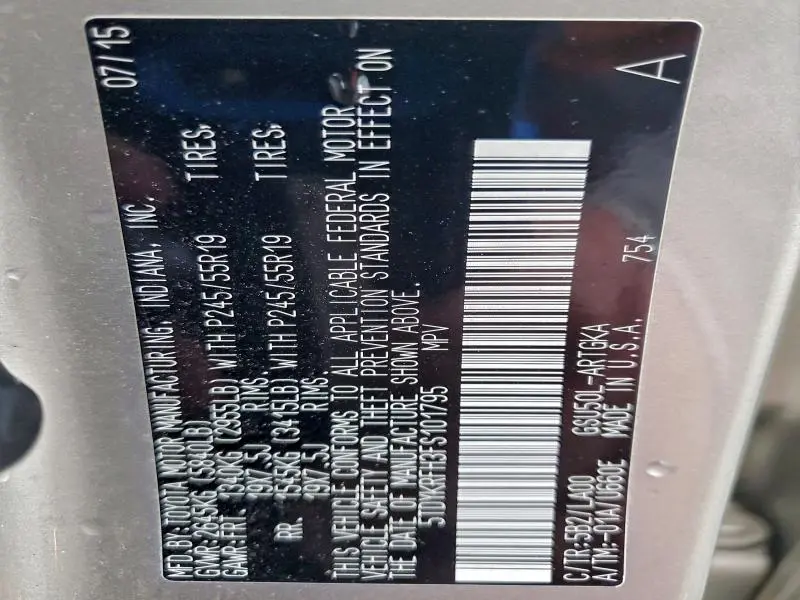 MFD.BY:TOYOTA MOTOR MANUFACTURING, INDIANA, INC. 07/15
GVWR:2645KG(5840LB)
GAWR:FRT. 1340KG(2955LB)WITH P245/55R19 TIRES,
19X7.5J RIMS
RR. 1545KG(3415LB)WITH P245/55R19 TIRES,
19X7.5J RIMS
THIS VEHICLE CONFORMS TO ALL APPLICABLE FEDERAL MOTOR
VEHICLE SAFETY AND THEFT PREVENTION STANDARDS IN EFFECT ON
THE DATE OF MANUFACTURE SHOWN ABOVE.
5TDYKRFH8FS101795 MPV
C/TR:5B2/LA00 GSU50L-ARTGKA 754 A
A/TM:-01A/U660E MADE IN U.S.A.